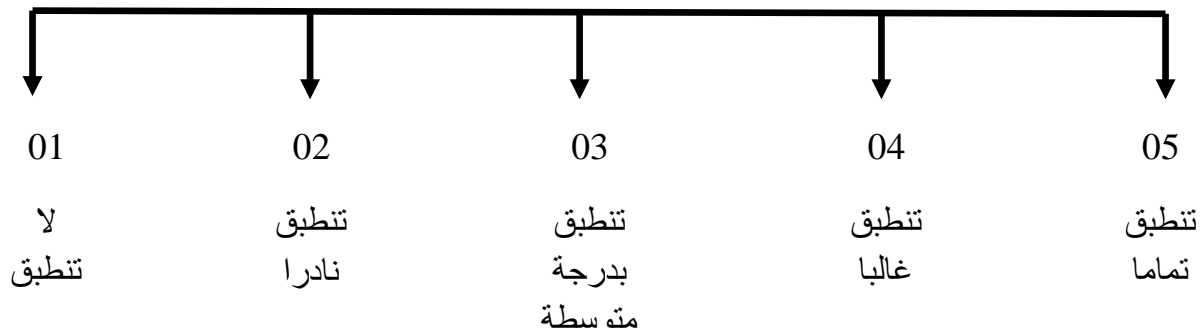 01 02 03 04 05
لا تنطبق تنطبق تنطبق تنطبق
تنطبق نادرا بدرجة غالبا تماما
متوسطة